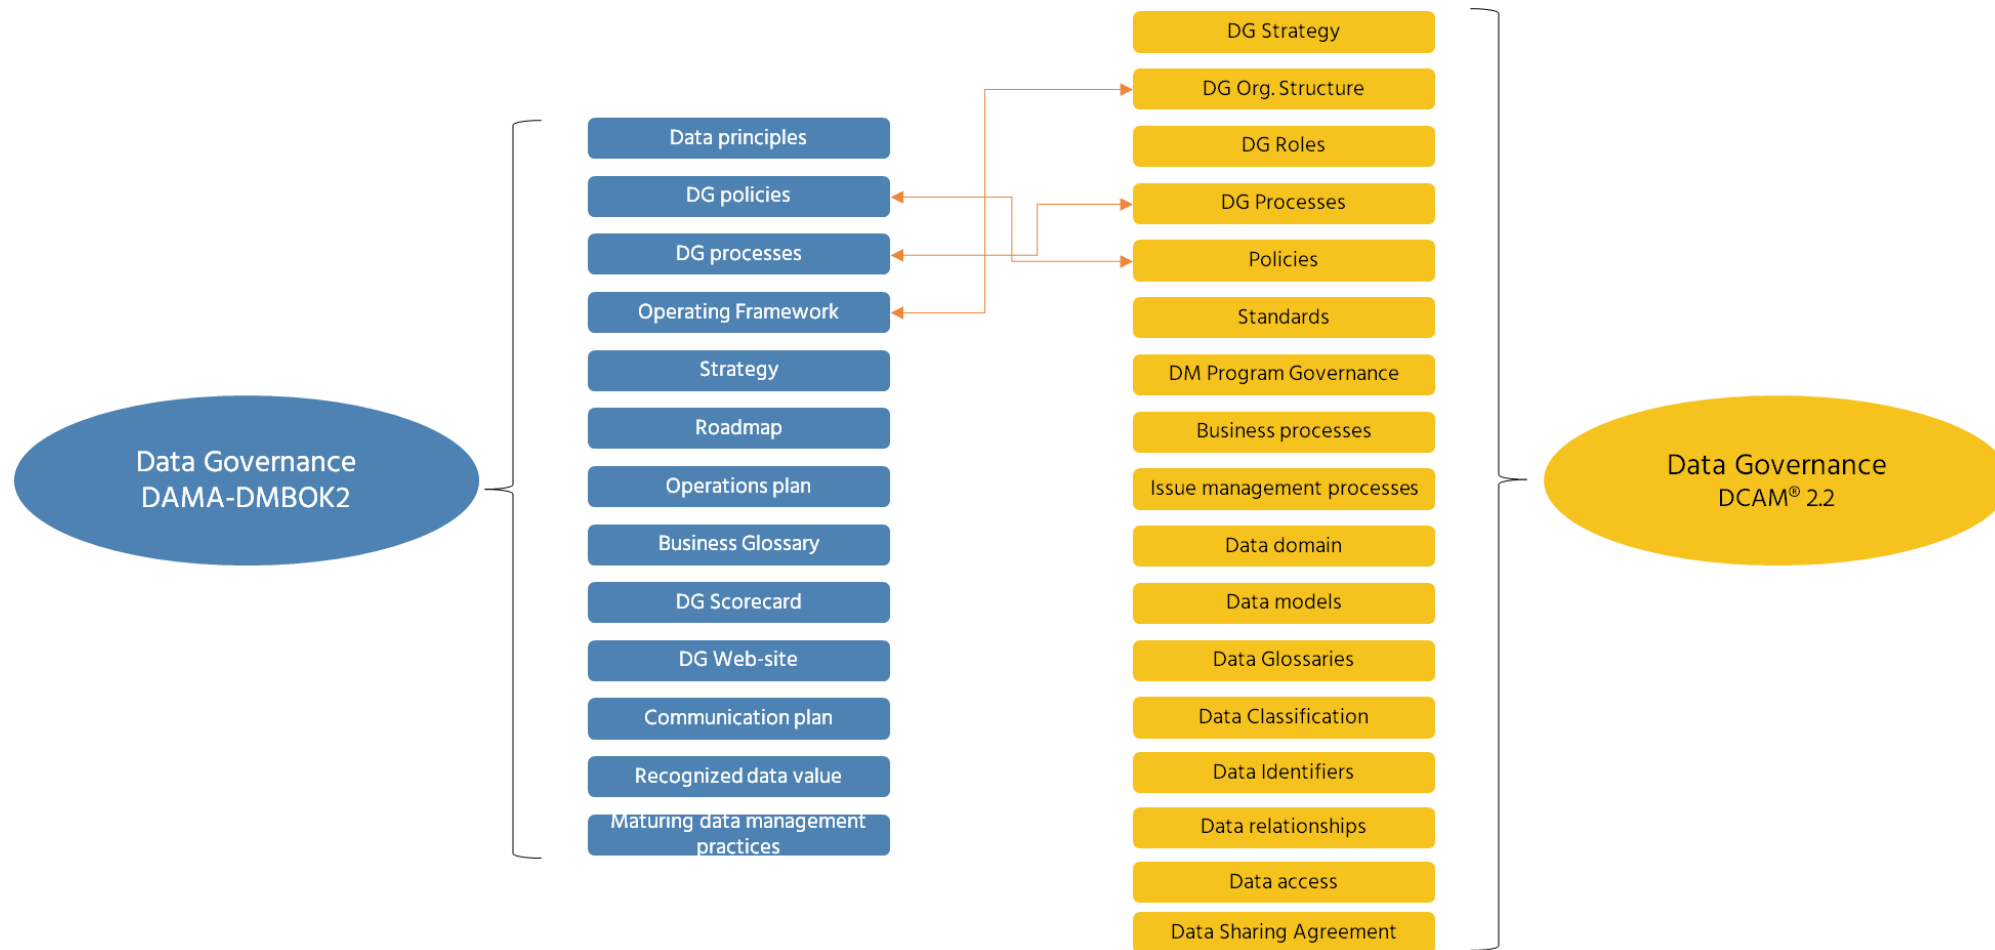 Data Governance
DAMA-DMBOK2
Data principles
DG policies
DG processes
Operating Framework
Strategy
Roadmap
Operations plan
Business Glossary
DG Scorecard
DG Web-site
Communication plan
Recognized data value
Maturing data management
practices
DG Strategy
DG Org. Structure
DG Roles
DG Processes
Policies
Standards
DM Program Governance
Business processes
Issue management processes
Data domain
Data models
Data Glossaries
Data Classification
Data Identifiers
Data relationships
Data access
Data Sharing Agreement
Data Governance
DCAM® 2.2